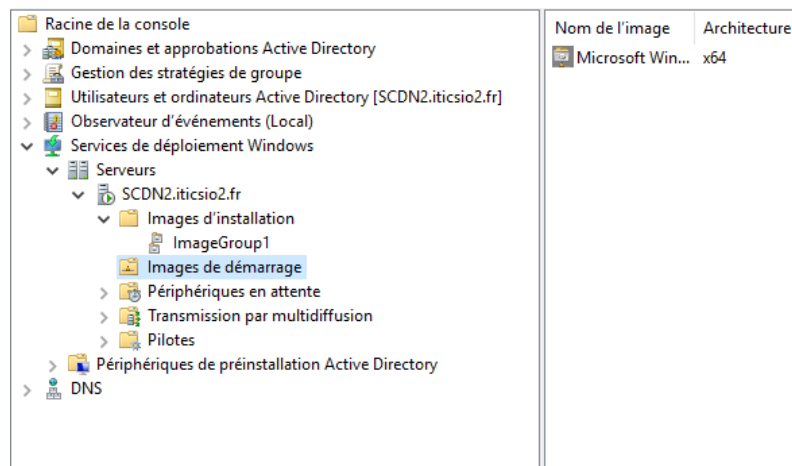 Racine de la console
Domaines et approbations Active Directory
Gestion des stratégies de groupe
Utilisateurs et ordinateurs Active Directory [SCDN2.iticsio2.fr]
Observateur d'événements (Local)
Services de déploiement Windows
Serveurs
SCDN2.iticsio2.fr
Images d'installation
ImageGroup1
Images de démarrage
Périphériques en attente
Transmission par multidiffusion
Pilotes
Périphériques de préinstallation Active Directory
DNS
Nom de l'image Architecture
Microsoft Win... x64